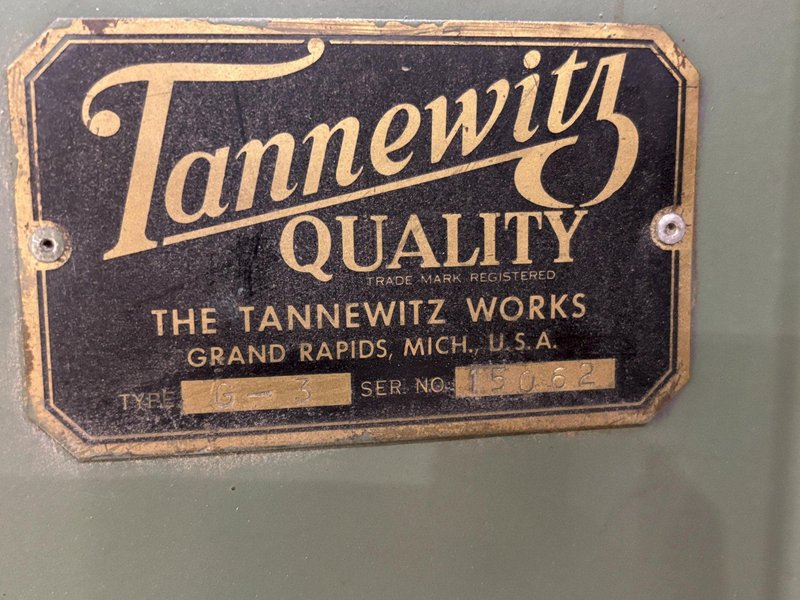 Tannewitz
QUALITY
TRADE MARK REGISTERED
THE TANNEWITZ WORKS
GRAND RAPIDS, MICH., U.S.A.
TYPE G-3 SER. NO. 15062